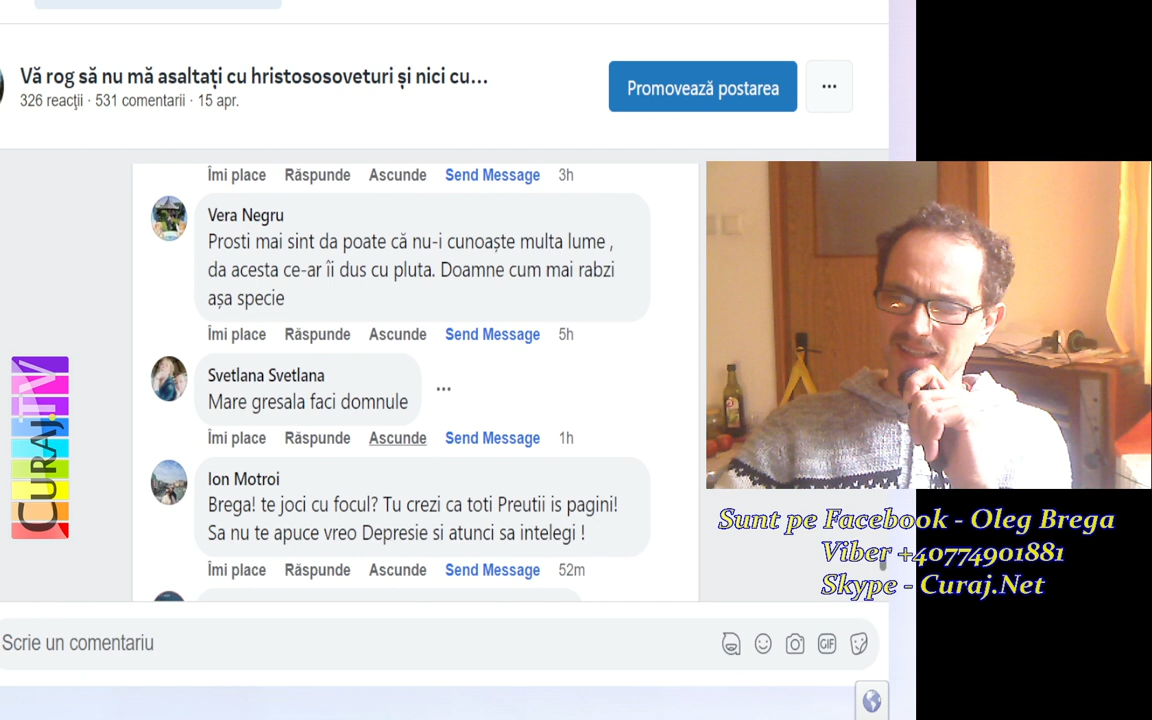 Vă rog să nu mă asaltați cu hristososoveturi și nici cu...
326 reacţii · 531 comentarii · 15 apr.
Promovează postarea
Îmi place Răspunde Ascunde Send Message 3h
Vera Negru
Prosti mai sint da poate că nu-i cunoaște multa lume ,
da acesta ce-ar îi dus cu pluta. Doamne cum mai rabzi
așa specie
Îmi place Răspunde Ascunde Send Message 5h
Svetlana Svetlana
Mare gresala faci domnule
Îmi place Răspunde Ascunde Send Message 1h
Ion Motroi
Brega! te joci cu focul? Tu crezi ca toti Preutii is pagini!
Sa nu te apuce vreo Depresie si atunci sa intelegi !
Îmi place Răspunde Ascunde Send Message 52m
Scrie un comentariu
GIF
CURAJ.TV
Sunt pe Facebook - Oleg Brega
Viber +40774901881
Skype - Curaj.Net